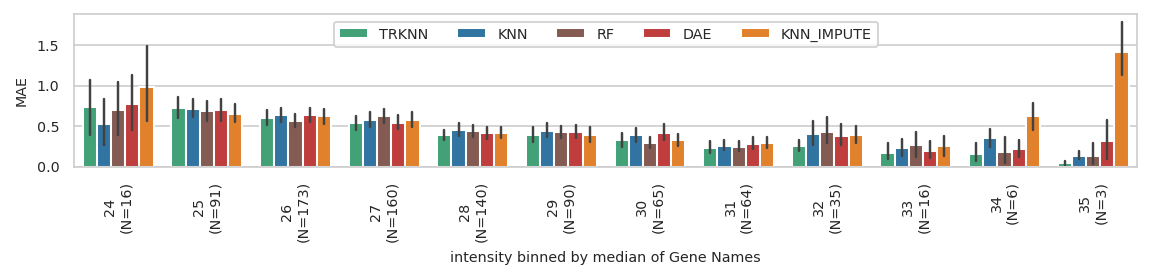 TRKNN KNN RF DAE KNN_IMPUTE
MAE
1.5
1.0
0.5
0.0
24
(N=16)
25
(N=91)
26
(N=173)
27
(N=160)
28
(N=140)
29
(N=90)
30
(N=65)
31
(N=64)
32
(N=35)
33
(N=16)
34
(N=6)
35
(N=3)
intensity binned by median of Gene Names